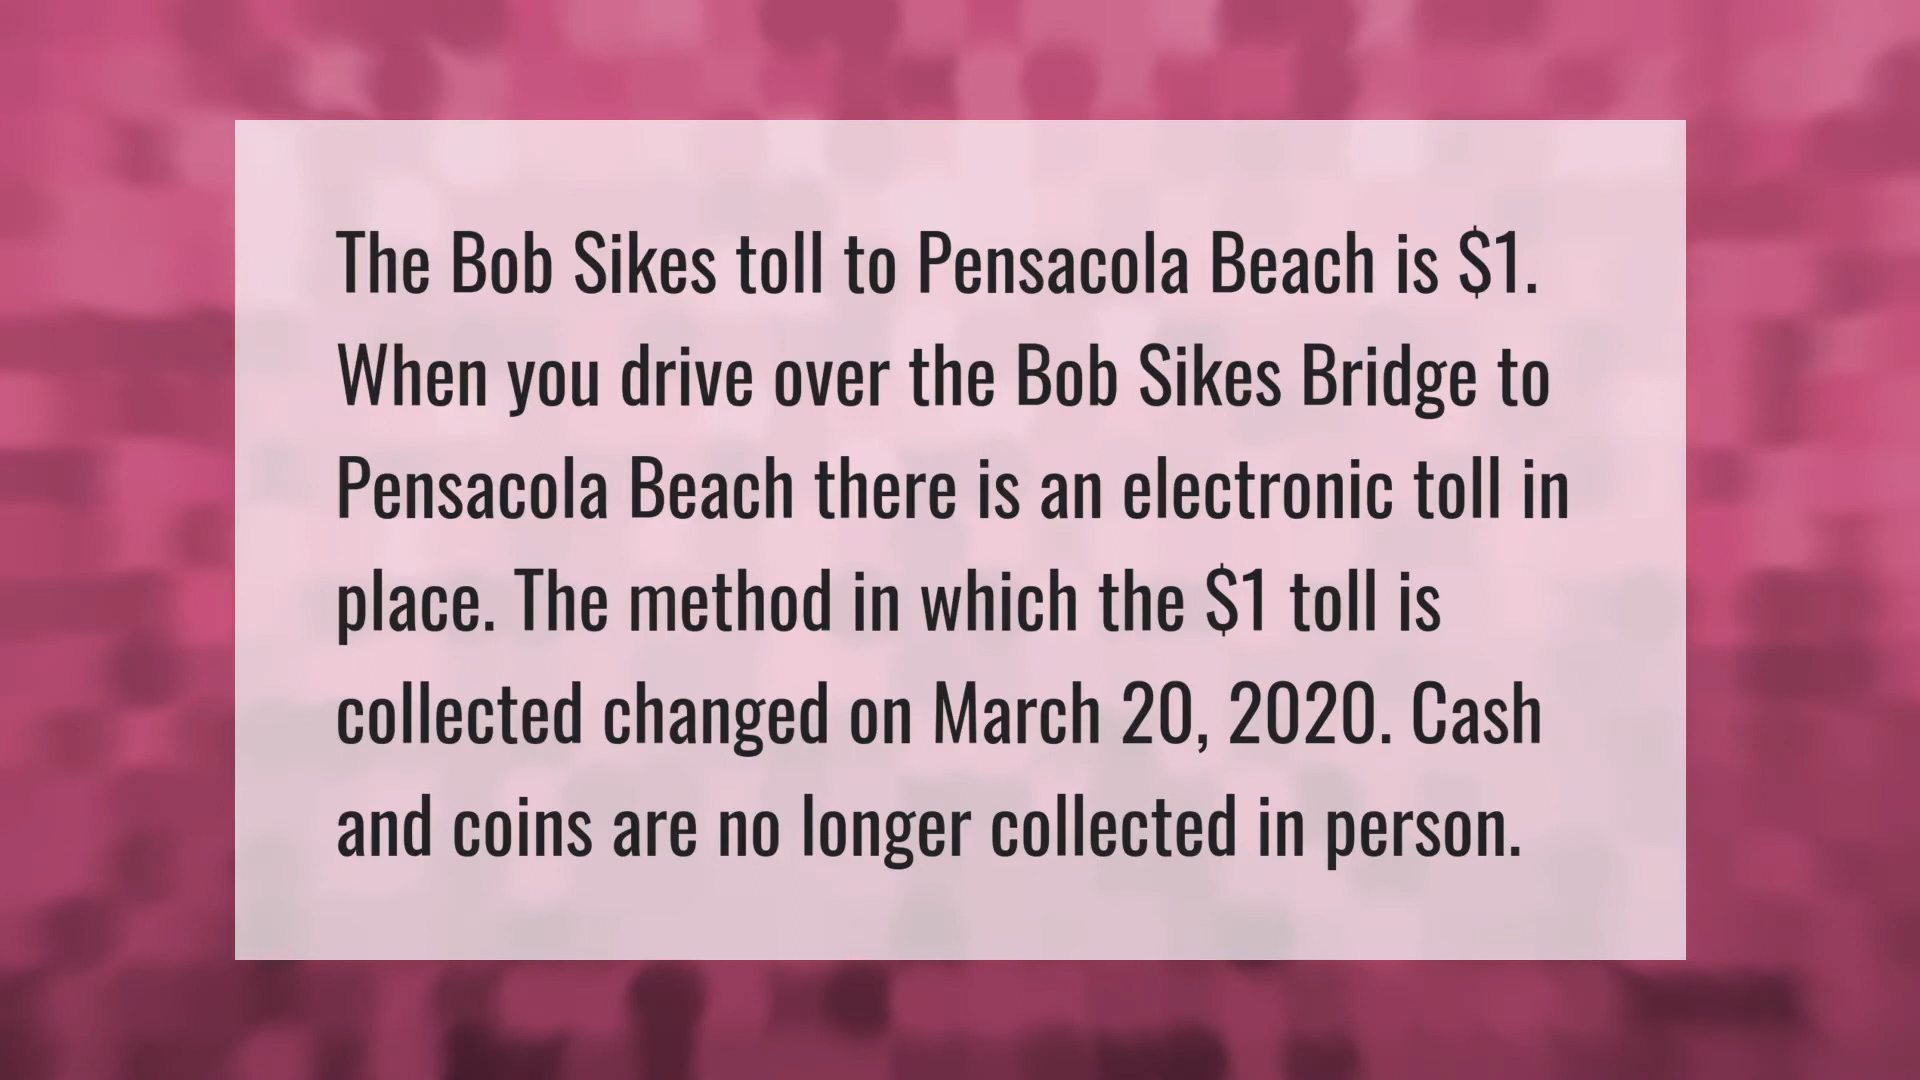 The Bob Sikes toll to Pensacola Beach is $1.
When you drive over the Bob Sikes Bridge to
Pensacola Beach there is an electronic toll in
place. The method in which the $1 toll is
collected changed on March 20, 2020. Cash
and coins are no longer collected in person.